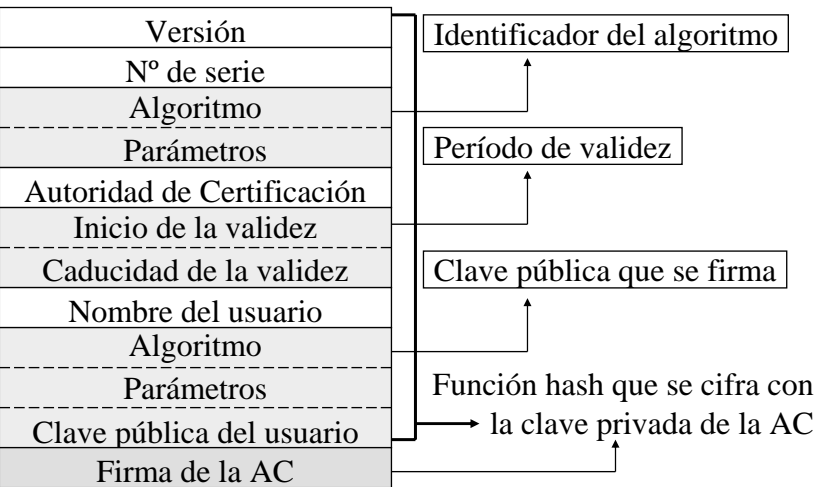 Versión
Nº de serie
Algoritmo
Parámetros
Autoridad de Certificación
Inicio de la validez
Caducidad de la validez
Nombre del usuario
Algoritmo
Parámetros
Clave pública del usuario
Firma de la AC
Identificador del algoritmo
Período de validez
Clave pública que se firma
Función hash que se cifra con
la clave privada de la AC